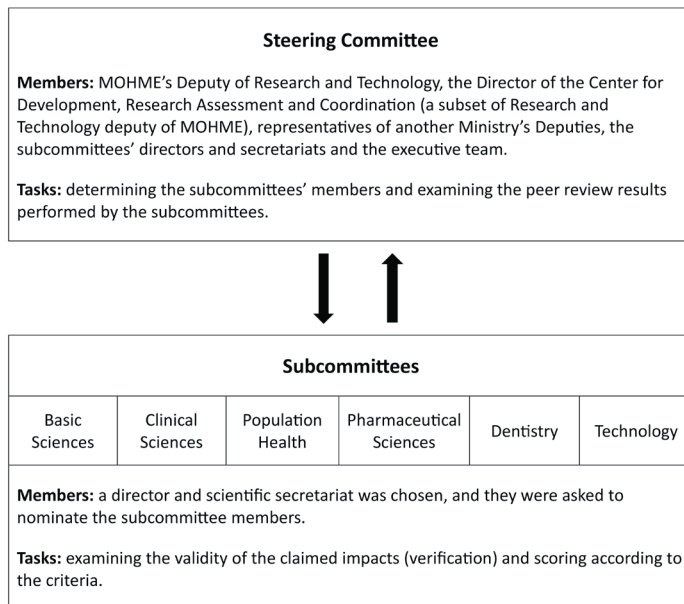 Steering Committee
Members: MOHME's Deputy of Research and Technology, the Director of the Center for
Development, Research Assessment and Coordination (a subset of Research and
Technology deputy of MOHME), representatives of another Ministry's Deputies, the
subcommittees' directors and secretariats and the executive team.
Tasks: determining the subcommittees' members and examining the peer review results
performed by the subcommittees.
Subcommittees
Basic
Sciences
Clinical
Sciences
Population
Health
Pharmaceutical
Sciences
Dentistry
Technology
Members: a director and scientific secretariat was chosen, and they were asked to
nominate the subcommittee members.
Tasks: examining the validity of the claimed impacts (verification) and scoring according to
the criteria.